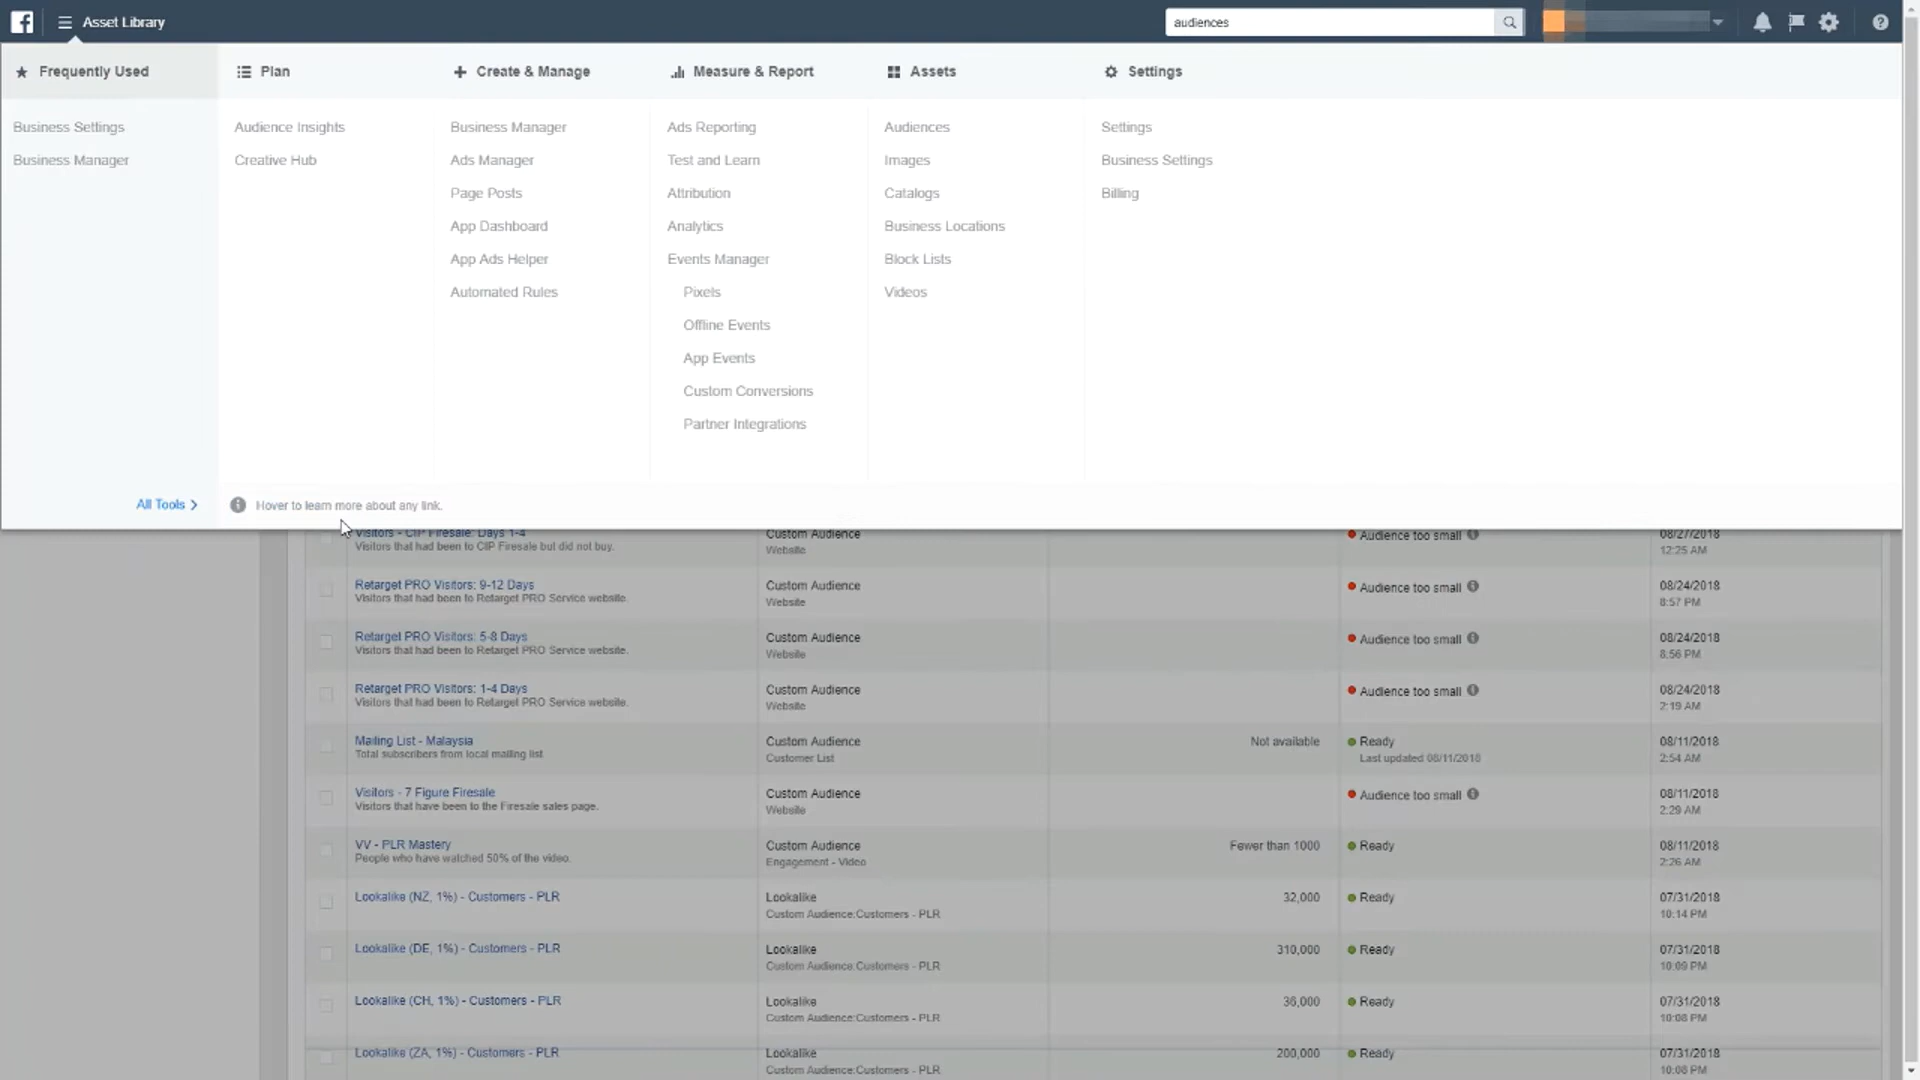 Asset Library
audiences
Frequently Used
Plan
Create & Manage
Measure & Report
Assets
Settings
Business Settings
Business Manager
Audience Insights
Creative Hub
Business Manager
Ads Manager
Page Posts
App Dashboard
App Ads Helper
Automated Rules
Ads Reporting
Test and Learn
Attribution
Analytics
Events Manager
Pixels
Offline Events
App Events
Custom Conversions
Partner Integrations
Audiences
Images
Catalogs
Business Locations
Block Lists
Videos
Settings
Business Settings
Billing
All Tools
Hover to learn more about any link.
Visitors - CIP Firesale: Days 1-4
Visitors that had been to CIP Firesale but did not buy.
Custom Audience
Website
Audience too small
08/27/2018
12:25 AM
Retarget PRO Visitors: 9-12 Days
Visitors that had been to Retarget PRO Service website.
Custom Audience
Website
Audience too small
08/24/2018
8:57 PM
Retarget PRO Visitors: 5-8 Days
Visitors that had been to Retarget PRO Service website.
Custom Audience
Website
Audience too small
08/24/2018
8:56 PM
Retarget PRO Visitors: 1-4 Days
Visitors that had been to Retarget PRO Service website.
Custom Audience
Website
Audience too small
08/24/2018
2:19 AM
Mailing List - Malaysia
Total subscribers from local mailing list
Custom Audience
Customer List
Not available
Ready
Last updated 08/11/2018
08/11/2018
2:54 AM
Visitors - 7 Figure Firesale
Visitors that have been to the Firesale sales page.
Custom Audience
Website
Audience too small
08/11/2018
2:29 AM
VV - PLR Mastery
People who have watched 50% of the video.
Custom Audience
Engagement - Video
Fewer than 1000
Ready
08/11/2018
2:26 AM
Lookalike (NZ, 1%) - Customers - PLR
Lookalike
Custom Audience:Customers - PLR
32,000
Ready
07/31/2018
10:14 PM
Lookalike (DE, 1%) - Customers - PLR
Lookalike
Custom Audience:Customers - PLR
310,000
Ready
07/31/2018
10:09 PM
Lookalike (CH, 1%) - Customers - PLR
Lookalike
Custom Audience:Customers - PLR
36,000
Ready
07/31/2018
10:08 PM
Lookalike (ZA, 1%) - Customers - PLR
Lookalike
Custom Audience:Customers - PLR
200,000
Ready
07/31/2018
10:08 PM